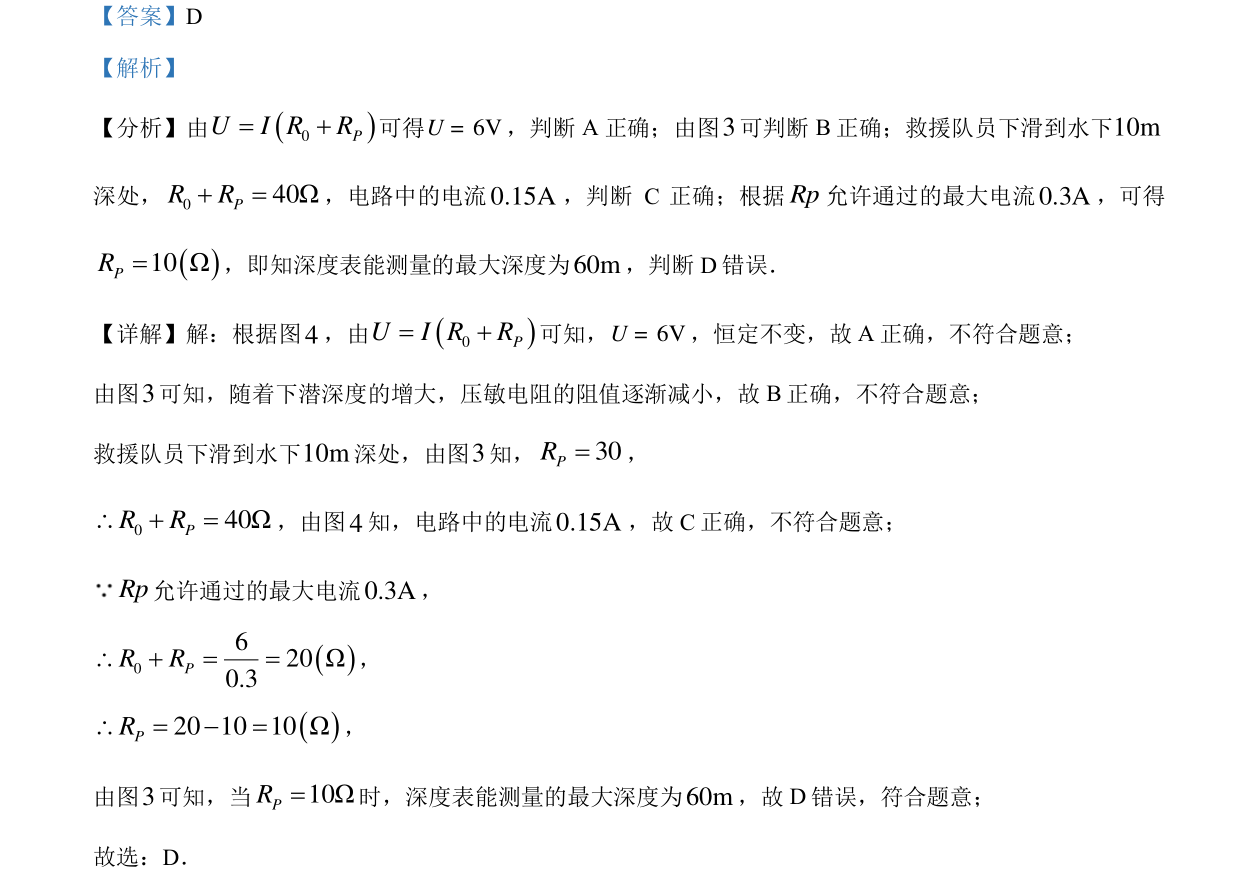 【答案】D
【解析】
【分析】由U = I(R₀ + R_P)可得U = 6V，判断 A 正确；由图3可判断 B 正确；救援队员下滑到水下10m
深处，R₀ + R_P = 40Ω，电路中的电流0.15A，判断 C 正确；根据Rp允许通过的最大电流0.3A，可得
R_P = 10(Ω)，即知深度表能测量的最大深度为60m，判断 D 错误．
【详解】解：根据图4，由U = I(R₀ + R_P)可知，U = 6V，恒定不变，故 A 正确，不符合题意；
由图3可知，随着下潜深度的增大，压敏电阻的阻值逐渐减小，故 B 正确，不符合题意；
救援队员下滑到水下10m深处，由图3知，R_P = 30，
∴R₀ + R_P = 40Ω，由图4知，电路中的电流0.15A，故 C 正确，不符合题意；
∵Rp允许通过的最大电流0.3A，
∴R₀ + R_P = 6/0.3 = 20(Ω)，
∴R_P = 20−10 = 10(Ω)，
由图3可知，当R_P = 10Ω时，深度表能测量的最大深度为60m，故 D 错误，符合题意；
故选：D．